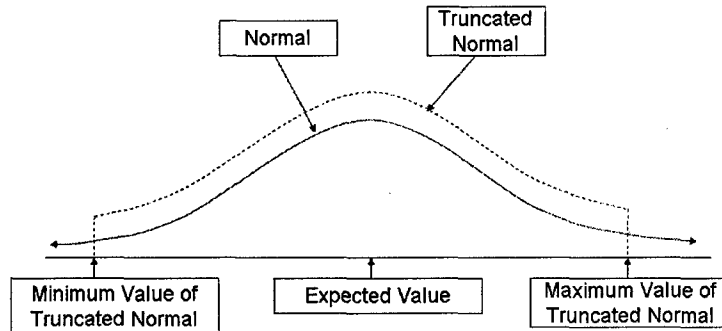 Normal
Truncated
Normal
Minimum Value of
Truncated Normal
Expected Value
Maximum Value of
Truncated Normal